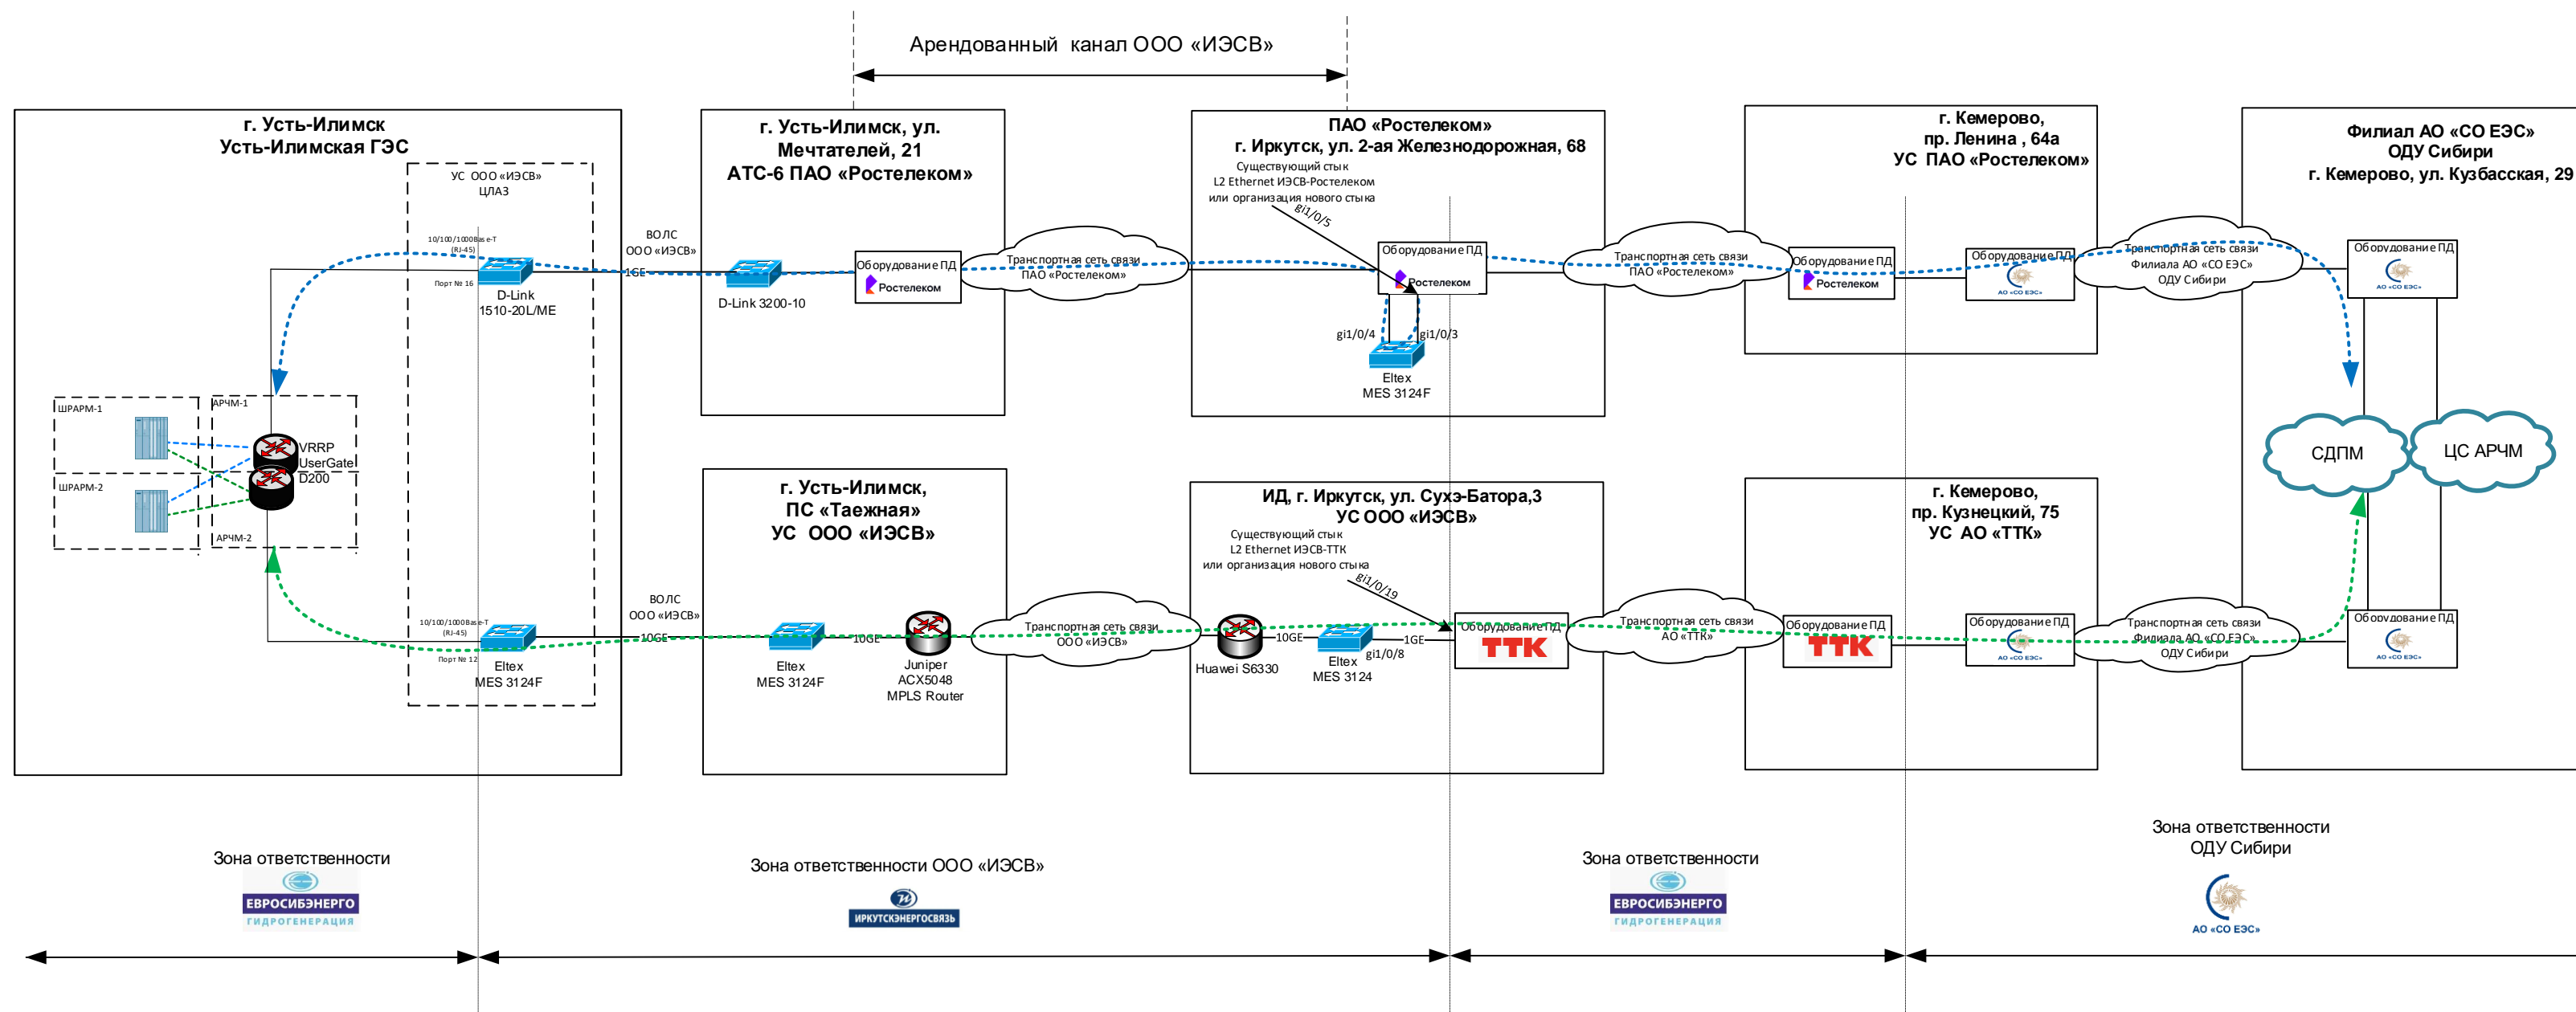 Арендованный канал ООО «ИЭСВ»
г. Усть-Илимск
Усть-Илимская ГЭС
УС ООО «ИЭСВ»
ЦЛАЗ
10/100/1000Base-T
(RJ-45)
Порт № 16
D-Link
1510-20L/ME
ШРАРМ-1
АРЧМ-1
VRRP
UserGate
D200
ШРАРМ-2
АРЧМ-2
10/100/1000Base-T
(RJ-45)
Порт № 12
Eltex
MES 3124F
ВОЛС
ООО «ИЭСВ»
1GE
ВОЛС
ООО «ИЭСВ»
10GE
г. Усть-Илимск, ул.
Мечтателей, 21
АТС-6 ПАО «Ростелеком»
D-Link 3200-10
Оборудование ПД
Ростелеком
Транспортная сеть связи
ПАО «Ростелеком»
ПАО «Ростелеком»
г. Иркутск, ул. 2-ая Железнодорожная, 68
Существующий стык
L2 Ethernet ИЭСВ-Ростелеком
или организация нового стыка
gi1/0/5
Оборудование ПД
Ростелеком
gi1/0/4
gi1/0/3
Eltex
MES 3124F
Транспортная сеть связи
ПАО «Ростелеком»
г. Кемерово,
пр. Ленина , 64а
УС ПАО «Ростелеком»
Оборудование ПД
Ростелеком
Оборудование ПД
АО «СО ЕЭС»
Транспортная сеть связи
Филиала АО «СО ЕЭС»
ОДУ Сибири
Филиал АО «СО ЕЭС»
ОДУ Сибири
г. Кемерово, ул. Кузбасская, 29
Оборудование ПД
АО «СО ЕЭС»
СДПМ
ЦС АРЧМ
Оборудование ПД
АО «СО ЕЭС»
г. Усть-Илимск,
ПС «Таежная»
УС ООО «ИЭСВ»
Eltex
MES 3124F
10GE
Juniper
ACX5048
MPLS Router
Транспортная сеть связи
ООО «ИЭСВ»
ИД, г. Иркутск, ул. Сухэ-Батора,3
УС ООО «ИЭСВ»
Существующий стык
L2 Ethernet ИЭСВ-ТТК
или организация нового стыка
gi1/0/19
Huawei S6330
10GE
Eltex
MES 3124
1GE
gi1/0/8
Оборудование ПД
ТТК
Транспортная сеть связи
АО «ТТК»
г. Кемерово,
пр. Кузнецкий, 75
УС АО «ТТК»
Оборудование ПД
ТТК
Оборудование ПД
АО «СО ЕЭС»
Транспортная сеть связи
Филиала АО «СО ЕЭС»
ОДУ Сибири
Зона ответственности
ЕВРОСИБЭНЕРГО
ГИДРОГЕНЕРАЦИЯ
Зона ответственности ООО «ИЭСВ»
ИРКУТСКЭНЕРГОСВЯЗЬ
Зона ответственности
ЕВРОСИБЭНЕРГО
ГИДРОГЕНЕРАЦИЯ
Зона ответственности
ОДУ Сибири
АО «СО ЕЭС»